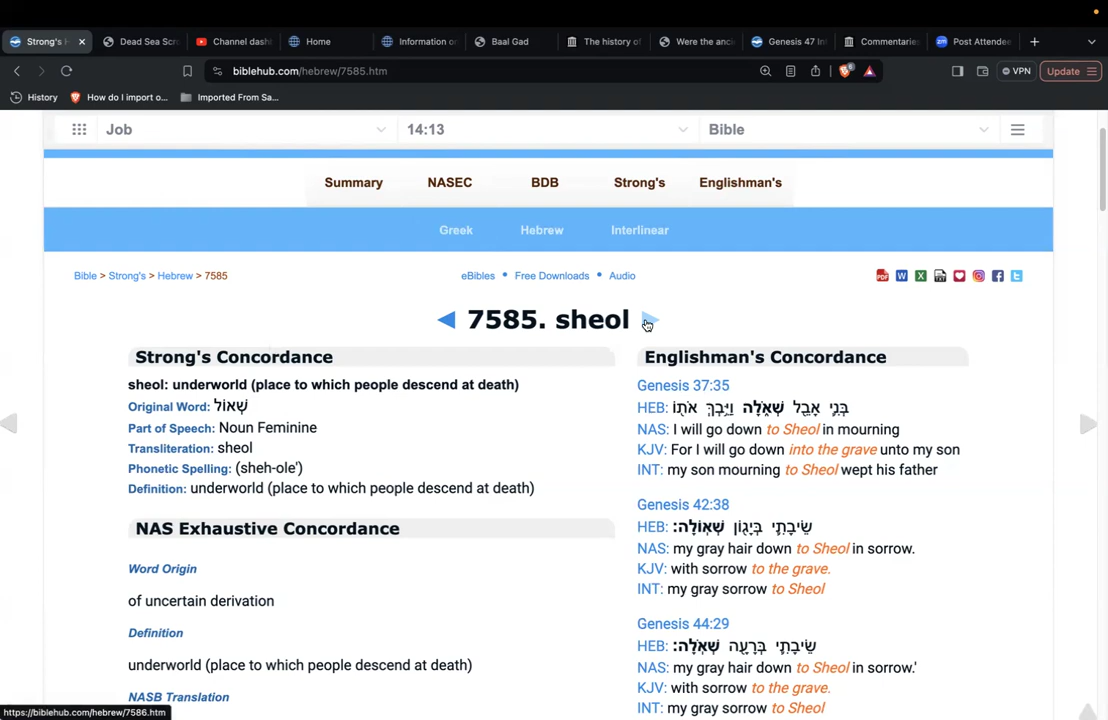 Strong's H
Dead Sea Scr
Channel dash
Home
Information on
Baal Gad
The history of
Were the anci
Genesis 47 In
Commentaries
Post Attendee
biblehub.com/hebrew/7585.htm
6
VPN
Update
History
How do I import o...
Imported From Sa...
Job
14:13
Bible
Summary
NASEC
BDB
Strong's
Englishman's
Greek
Hebrew
Interlinear
Bible > Strong's > Hebrew > 7585
eBibles • Free Downloads • Audio
◄ 7585. sheol ►
Strong's Concordance
sheol: underworld (place to which people descend at death)
Original Word: שְׁאוֹל
Part of Speech: Noun Feminine
Transliteration: sheol
Phonetic Spelling: (sheh-ole')
Definition: underworld (place to which people descend at death)
NAS Exhaustive Concordance
Word Origin
of uncertain derivation
Definition
underworld (place to which people descend at death)
NASB Translation
Englishman's Concordance
Genesis 37:35
HEB: בְּנִ֛י אָבֵ֖ל שְׁאֹ֑לָה וַיֵּ֥בְךְּ אֹת֖וֹ
NAS: I will go down to Sheol in mourning
KJV: For I will go down into the grave unto my son
INT: my son mourning to Sheol wept his father
Genesis 42:38
HEB: שֵׂיבָתִ֛י בְּיָג֖וֹן שְׁאֽוֹלָה׃
NAS: my gray hair down to Sheol in sorrow.
KJV: with sorrow to the grave.
INT: my gray sorrow to Sheol
Genesis 44:29
HEB: שֵׂיבָתִ֛י בְּרָעָ֖ה שְׁאֹֽלָה׃
NAS: my gray hair down to Sheol in sorrow.'
KJV: with sorrow to the grave.
INT: my gray sorrow to Sheol
https://biblehub.com/hebrew/7586.htm